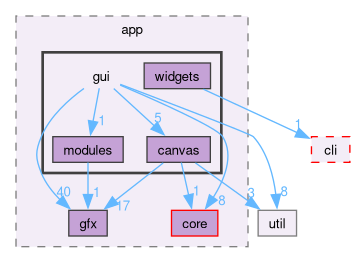 app
gui
widgets
1
5
1
modules
canvas
cli
40
1
17
1
8
3
8
gfx
core
util